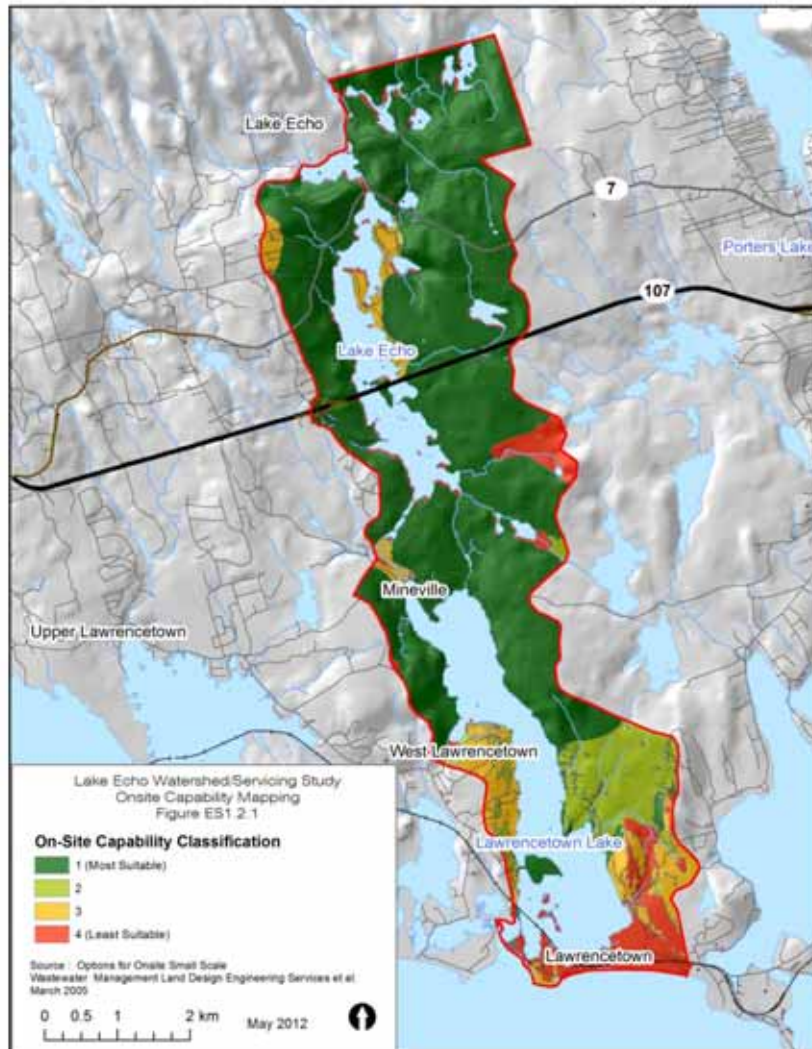 Lake Echo
7
Porters Lake
107
Lake Echo
Mineville
Upper Lawrencetown
West Lawrencetown
Lawrencetown Lake
Lawrencetown
Lake Echo Watershed/Servicing Study
Onsite Capability Mapping
Figure ES1.2.1
On-Site Capability Classification
1 (Most Suitable)
2
3
4 (Least Suitable)
Source : Options for Onsite Small Scale
Wastewater Management Land Design Engineering Services et al
March 2005
0 0.5 1 2 km
May 2012